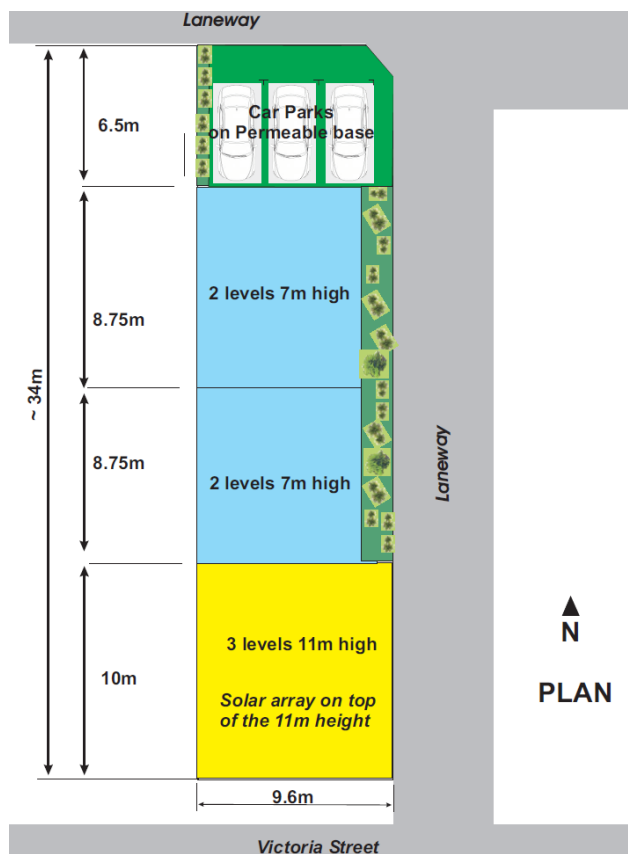 Laneway
6.5m
Car Parks
on Permeable base
2 levels 7m high
8.75m
~ 34m
8.75m
2 levels 7m high
Laneway
3 levels 11m high
10m
Solar array on top
of the 11m height
N
PLAN
9.6m
Victoria Street